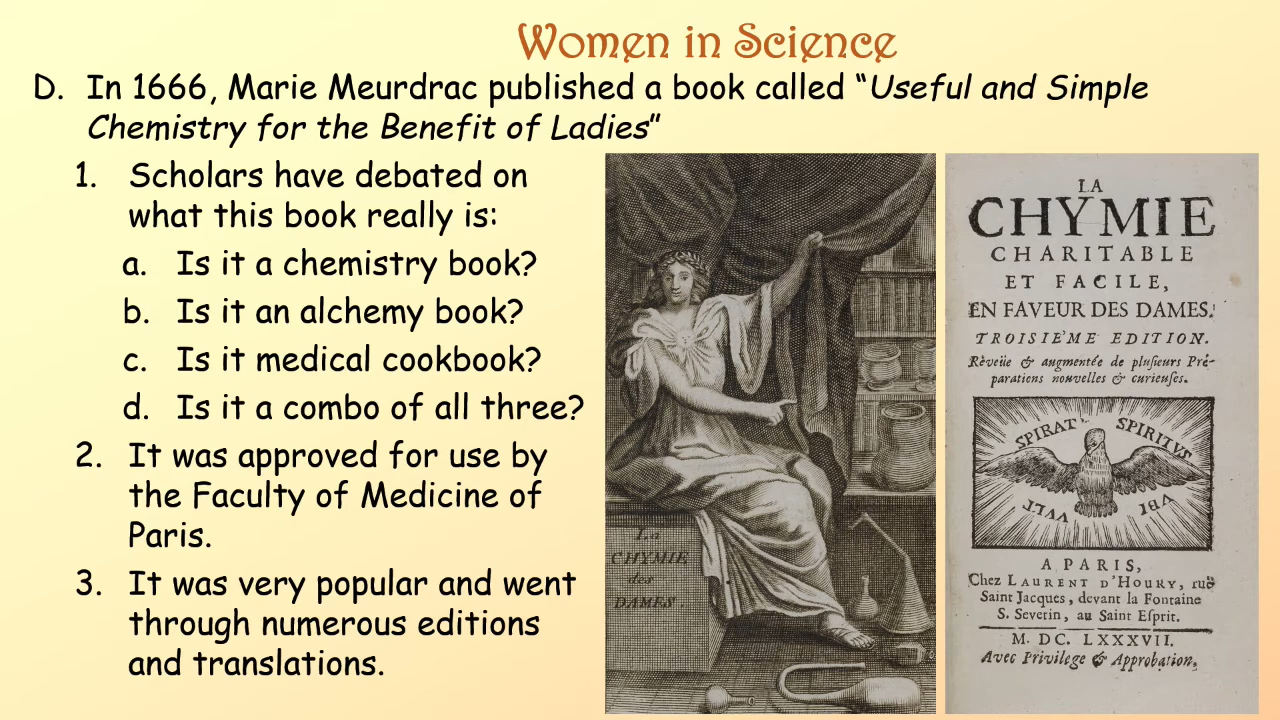 Women in Science
D. In 1666, Marie Meurdrac published a book called “Useful and Simple
Chemistry for the Benefit of Ladies”
1. Scholars have debated on
what this book really is:
a. Is it a chemistry book?
b. Is it an alchemy book?
c. Is it medical cookbook?
d. Is it a combo of all three?
2. It was approved for use by
the Faculty of Medicine of
Paris.
3. It was very popular and went
through numerous editions
and translations.
La
CHYMIE
des
DAMES.
LA
CHYMIE
CHARITABLE
ET FACILE,
EN FAVEUR DES DAMES.
TROISIE'ME EDITION.
Rèveüe & augmentée de plusieurs Pré-
parations nouvelles & curieuses.
SPIRAT SPIRITVS
VVLT VBI
A PARIS,
Chez LAURENT D'HOURY, ruë
Saint Jacques, devant la Fontaine
S. Severin, au Saint Esprit.
M. DC. LXXXVII.
Avec Privilege & Approbation,